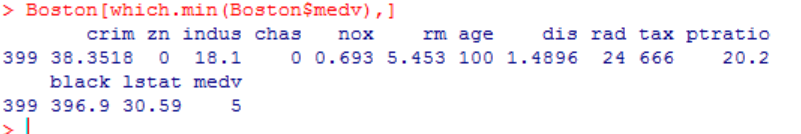 > Boston[which.min(Boston$medv),]
crim zn indus chas nox rm age dis rad tax ptratio
399 38.3518 0 18.1 0 0.693 5.453 100 1.4896 24 666 20.2
black lstat medv
399 396.9 30.59 5
>